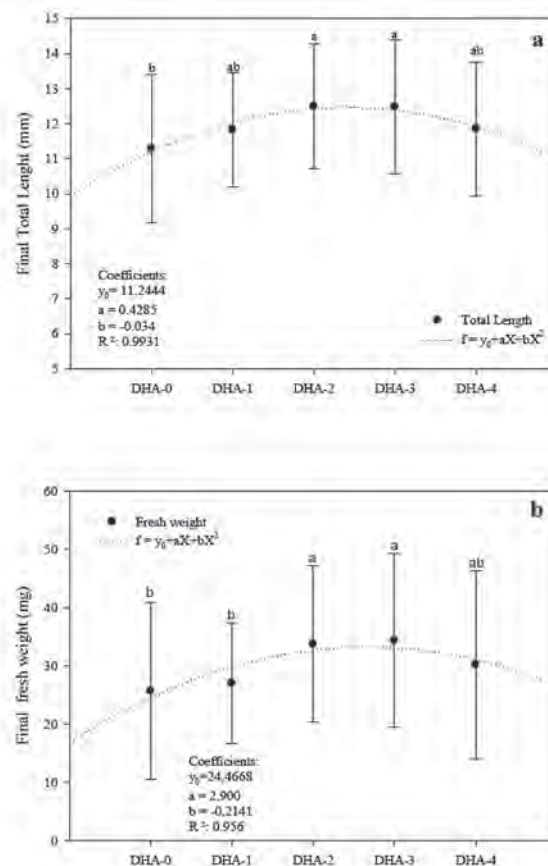 a
15
14
13
12
11
10
9
8
7
6
5
Final Total Lenght (mm)
b
ab
a
a
ab
Coefficients:
y₀= 11.2444
a = 0.4285
b = -0.034
R²: 0.9931
Total Length
f = y₀+aX+bX²
DHA-0 DHA-1 DHA-2 DHA-3 DHA-4
b
60
50
40
30
20
10
0
Final fresh weight (mg)
Fresh weight
f = y₀+aX+bX²
b
b
a
a
ab
Coefficients:
y₀=24,4668
a = 2,900
b = -0,2141
R²: 0.956
DHA-0 DHA-1 DHA-2 DHA-3 DHA-4